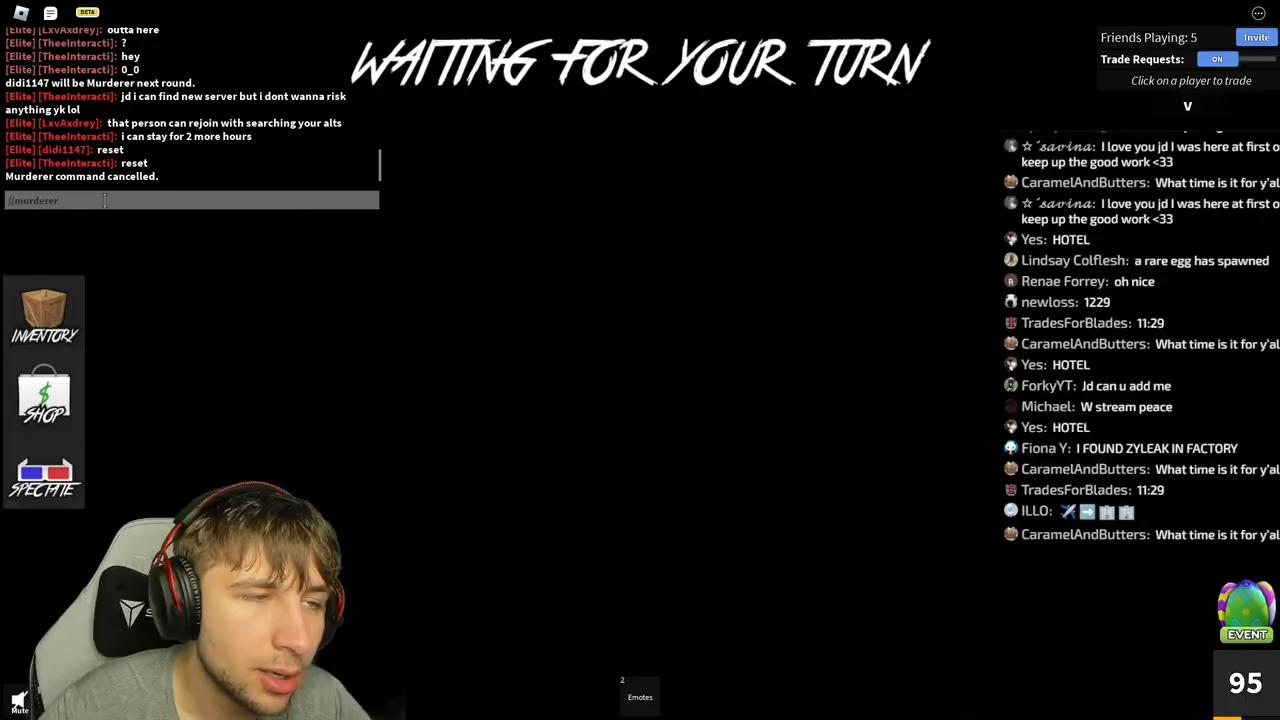 BETA
[Elite] [LxvAxdrey]: outta here
[Elite] [TheeInteracti]: ?
[Elite] [TheeInteracti]: hey
[Elite] [TheeInteracti]: 0_0
didi1147 will be Murderer next round.
[Elite] [TheeInteracti]: jd i can find new server but i dont wanna risk
anything yk lol
[Elite] [LxvAxdrey]: that person can rejoin with searching your alts
[Elite] [TheeInteracti]: i can stay for 2 more hours
[Elite] [didi1147]: reset
[Elite] [TheeInteracti]: reset
Murderer command cancelled.
//murderer
WAITING FOR YOUR TURN
Friends Playing: 5
Invite
Trade Requests:
ON
Click on a player to trade
V
☆ ´𝓼𝓪𝓿𝓲𝓷𝓪: I love you jd I was here at first o
keep up the good work <33
CaramelAndButters: What time is it for y'al
☆ ´𝓼𝓪𝓿𝓲𝓷𝓪: I love you jd I was here at first o
keep up the good work <33
Yes: HOTEL
Lindsay Colflesh: a rare egg has spawned
R
Renae Forrey: oh nice
newloss: 1229
TradesForBlades: 11:29
CaramelAndButters: What time is it for y'al
Yes: HOTEL
ForkyYT: Jd can u add me
Michael: W stream peace
Yes: HOTEL
Fiona Y: I FOUND ZYLEAK IN FACTORY
CaramelAndButters: What time is it for y'al
TradesForBlades: 11:29
ILLO: ✈️➡️🏢🏢
CaramelAndButters: What time is it for y'al
INVENTORY
$
SHOP
SPECTATE
Mute
2
Emotes
EVENT
95